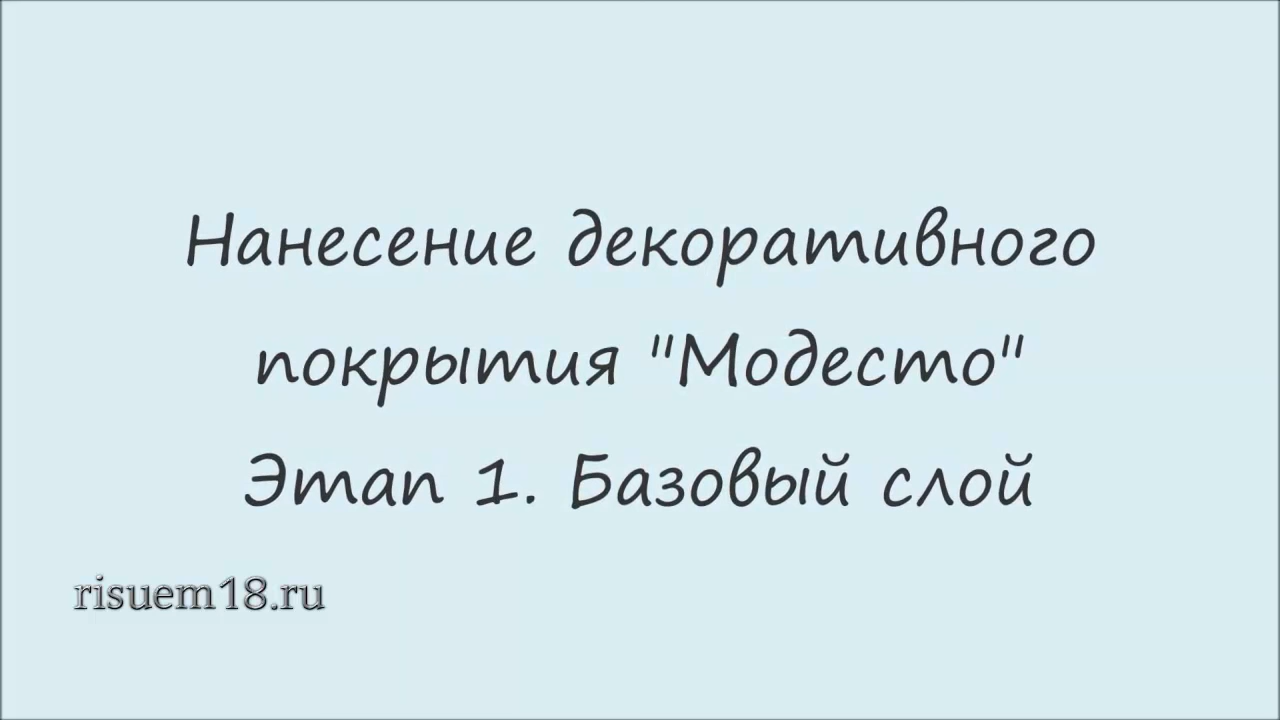 Нанесение декоративного
покрытия "Модесто"
Этап 1. Базовый слой
risuem18.ru